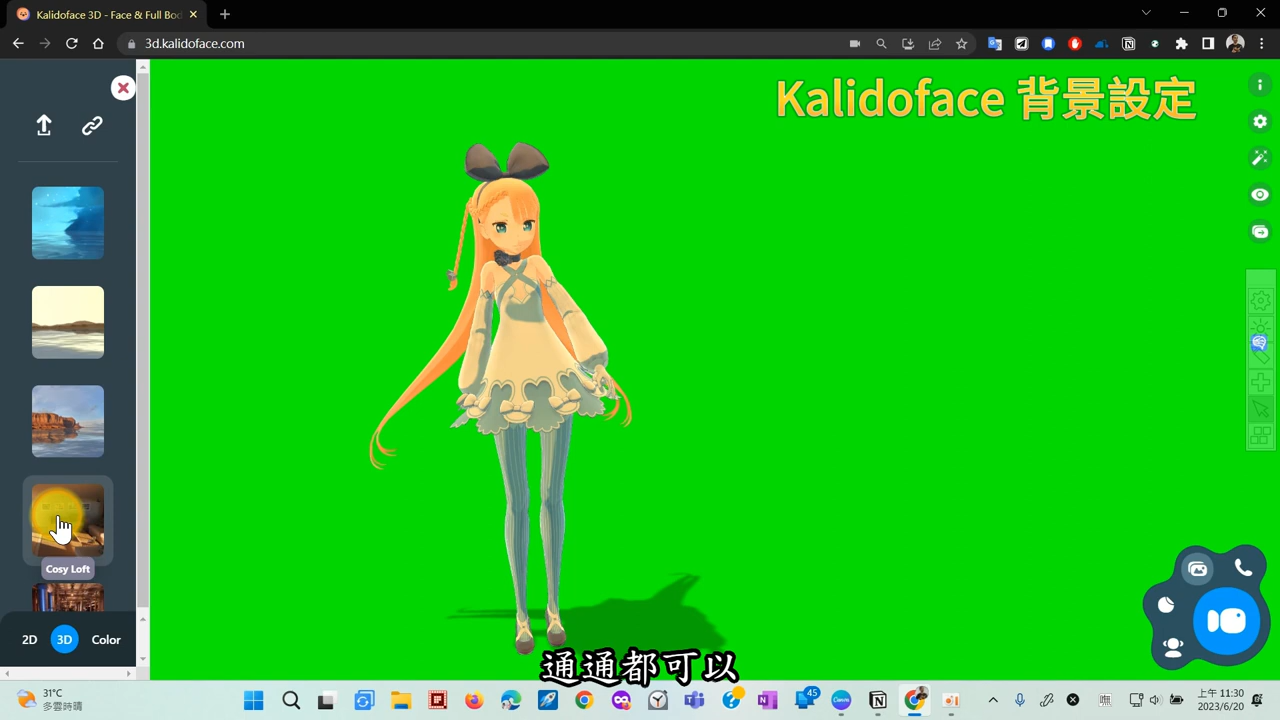 Kalidoface 3D - Face & Full Bod
3d.kalidoface.com
Kalidoface 背景設定
Cosy Loft
2D
3D
Color
通通都可以
31°C
多雲時晴
45
上午 11:30
2023/6/20